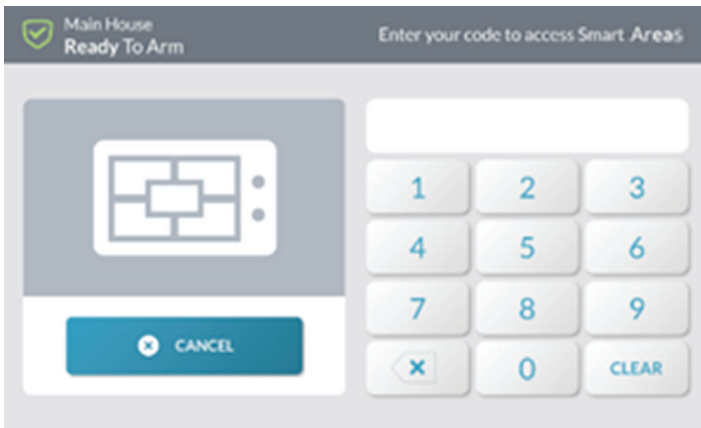 Main House
Ready To Arm
Enter your code to access Smart Areas
1 2 3
4 5 6
7 8 9
CANCEL
0 CLEAR